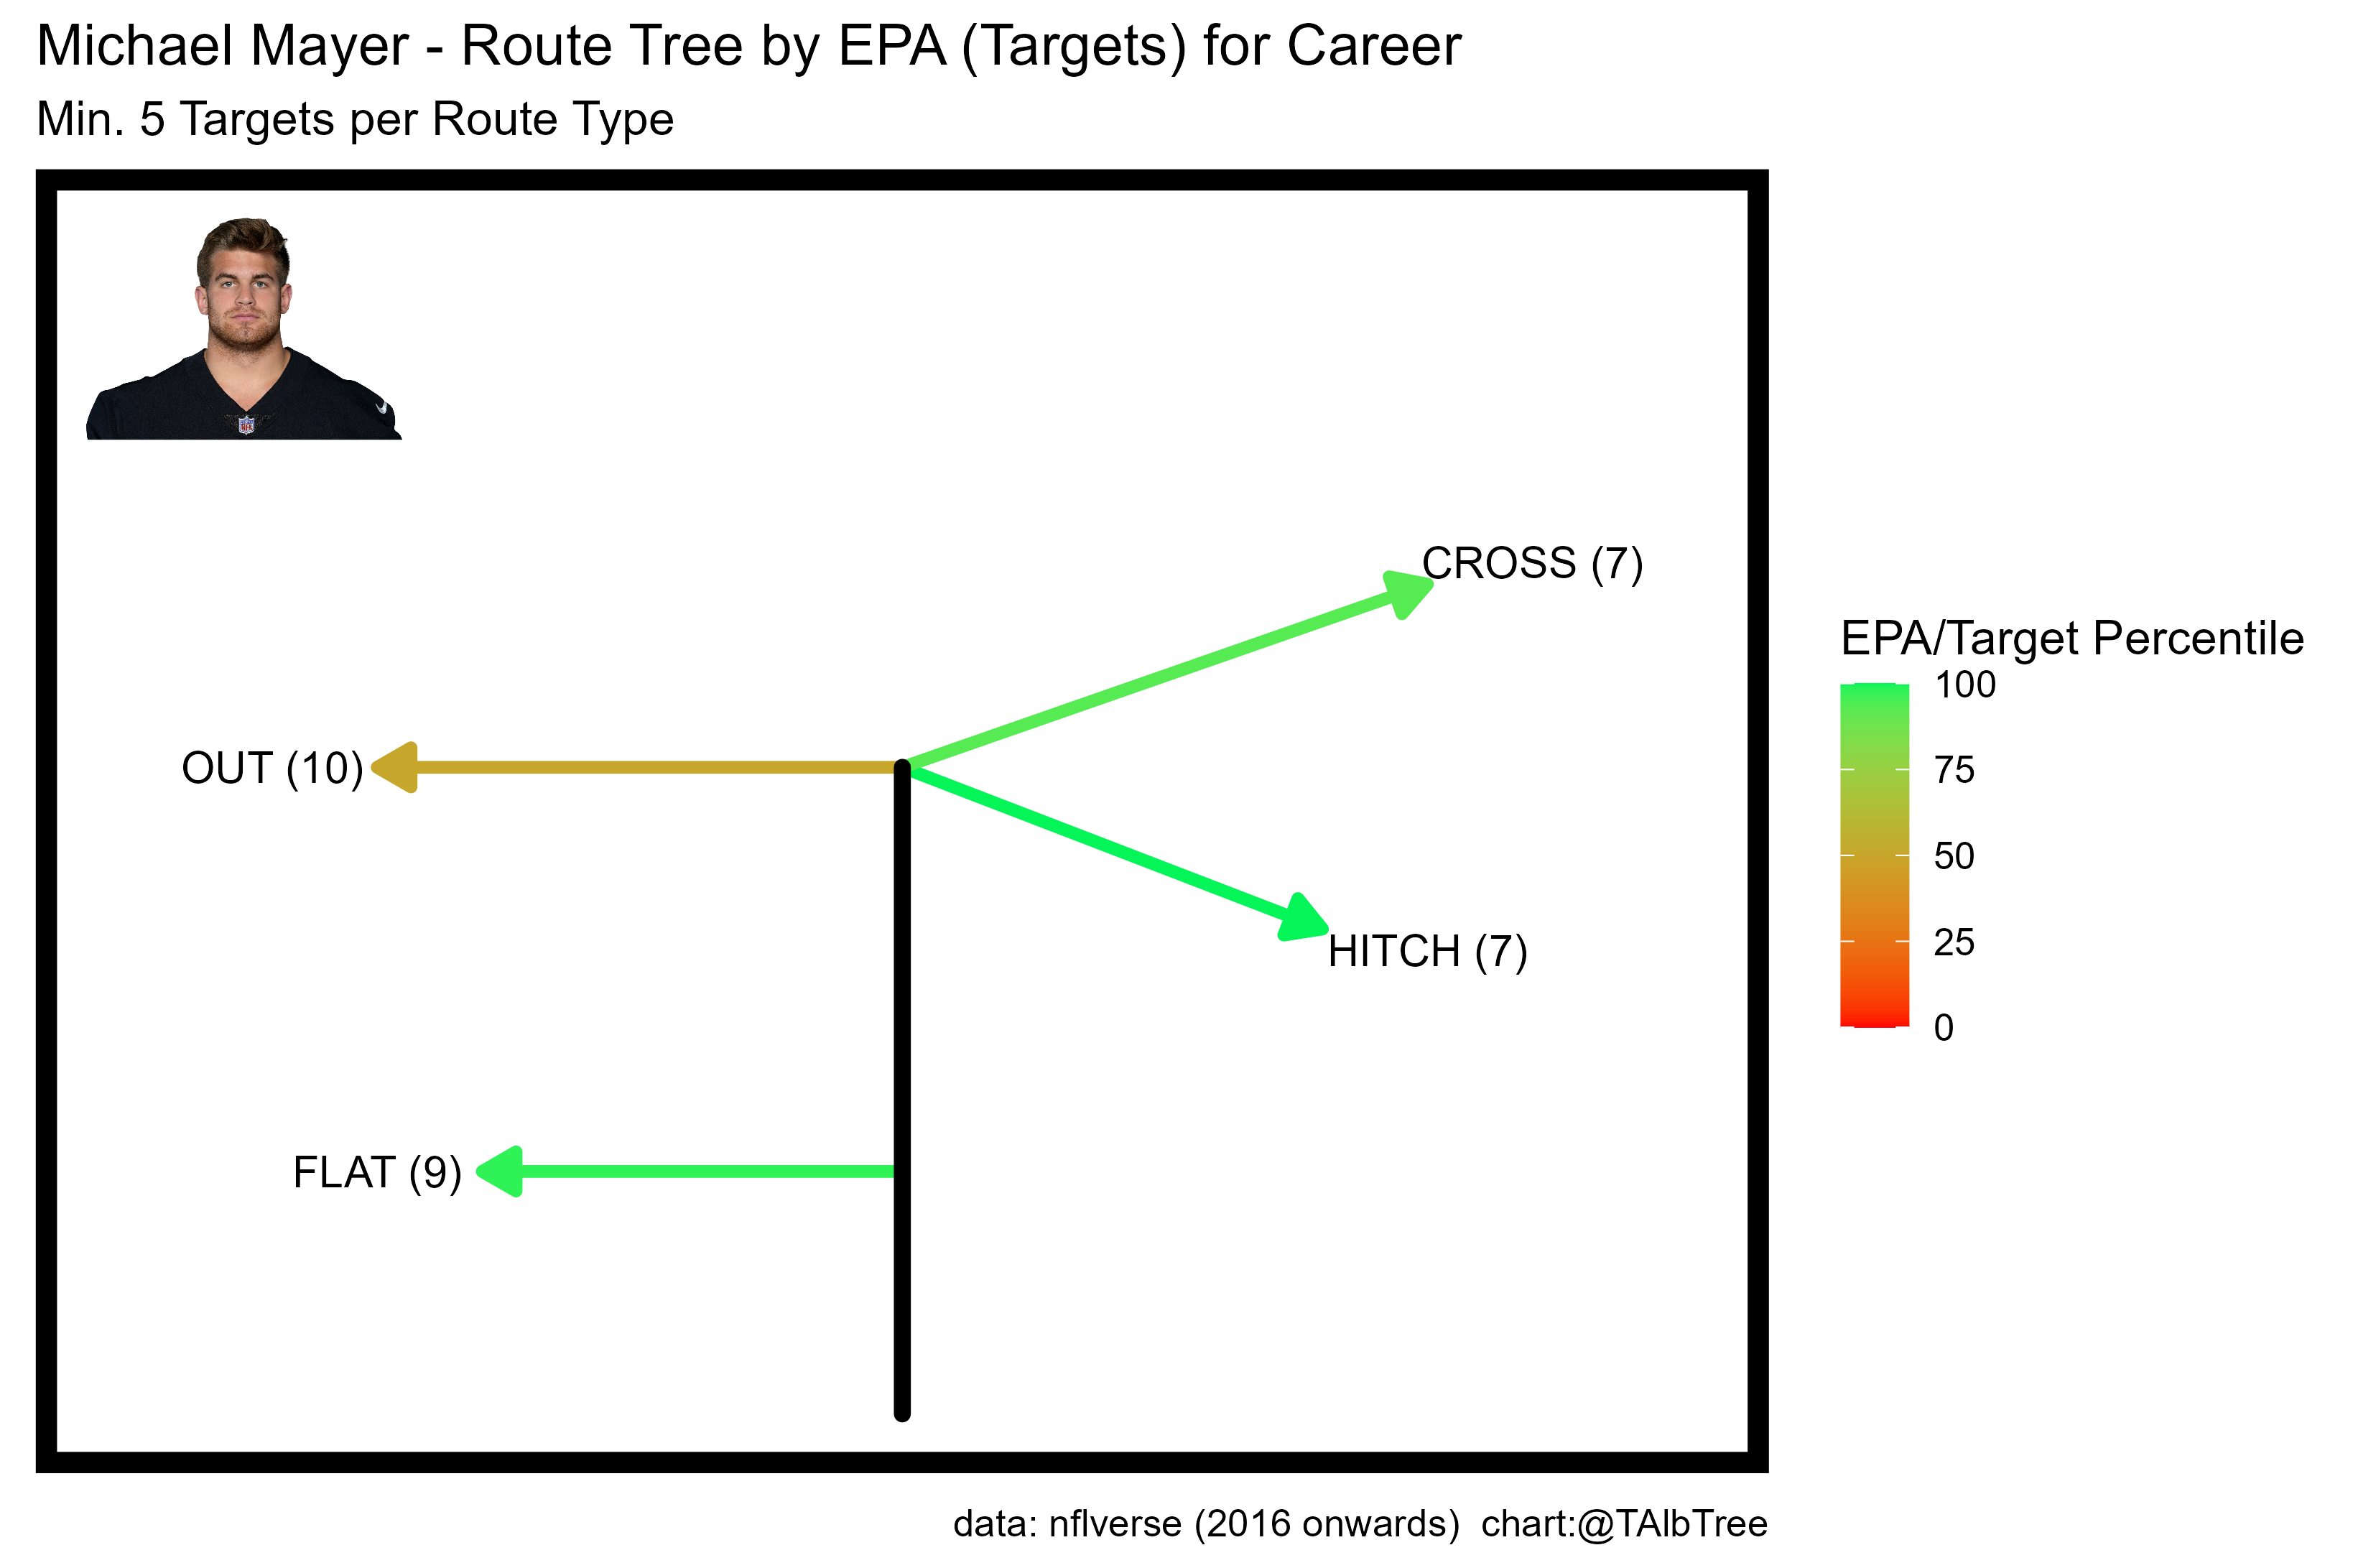 Michael Mayer - Route Tree by EPA (Targets) for Career
Min. 5 Targets per Route Type
CROSS (7)
EPA/Target Percentile
100
75
50
25
0
OUT (10)
HITCH (7)
FLAT (9)
data: nflverse (2016 onwards)  chart:@TAlbTree